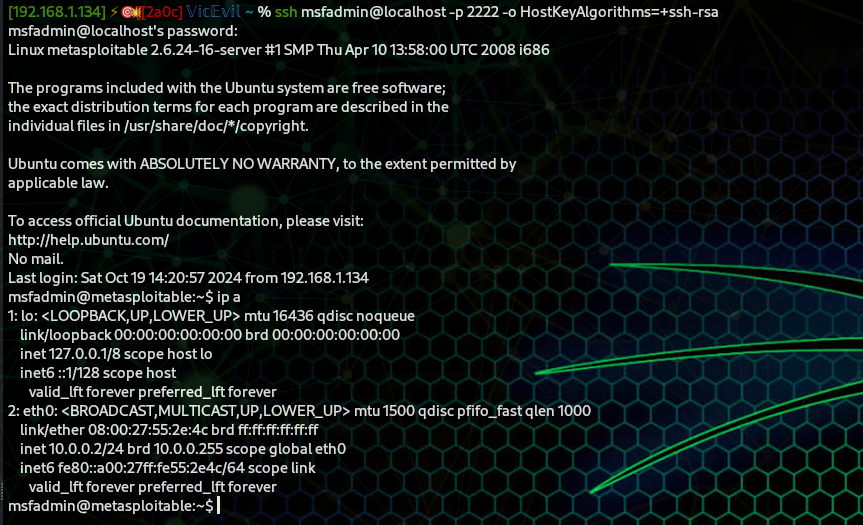 [192.168.1.134] ⚡🎯[[2a0c] VicEvil ~ % ssh msfadmin@localhost -p 2222 -o HostKeyAlgorithms=+ssh-rsa
msfadmin@localhost's password:
Linux metasploitable 2.6.24-16-server #1 SMP Thu Apr 10 13:58:00 UTC 2008 i686
The programs included with the Ubuntu system are free software;
the exact distribution terms for each program are described in the
individual files in /usr/share/doc/*/copyright.
Ubuntu comes with ABSOLUTELY NO WARRANTY, to the extent permitted by
applicable law.
To access official Ubuntu documentation, please visit:
http://help.ubuntu.com/
No mail.
Last login: Sat Oct 19 14:20:57 2024 from 192.168.1.134
msfadmin@metasploitable:~$ ip a
1: lo: <LOOPBACK,UP,LOWER_UP> mtu 16436 qdisc noqueue
link/loopback 00:00:00:00:00:00 brd 00:00:00:00:00:00
inet 127.0.0.1/8 scope host lo
inet6 ::1/128 scope host
valid_lft forever preferred_lft forever
2: eth0: <BROADCAST,MULTICAST,UP,LOWER_UP> mtu 1500 qdisc pfifo_fast qlen 1000
link/ether 08:00:27:55:2e:4c brd ff:ff:ff:ff:ff:ff
inet 10.0.0.2/24 brd 10.0.0.255 scope global eth0
inet6 fe80::a00:27ff:fe55:2e4c/64 scope link
valid_lft forever preferred_lft forever
msfadmin@metasploitable:~$